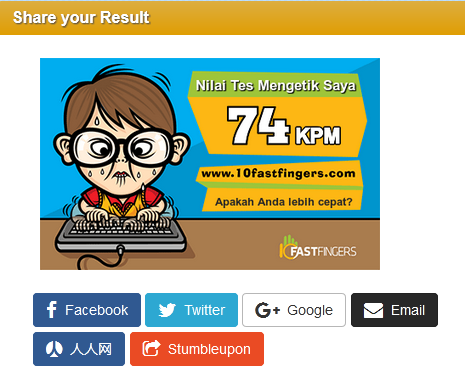 Share your Result
Nilai Tes Mengetik Saya
74 KPM
www.10fastfingers.com
Apakah Anda lebih cepat?
10FASTFINGERS
Facebook
Twitter
Google
Email
人人网
Stumbleupon